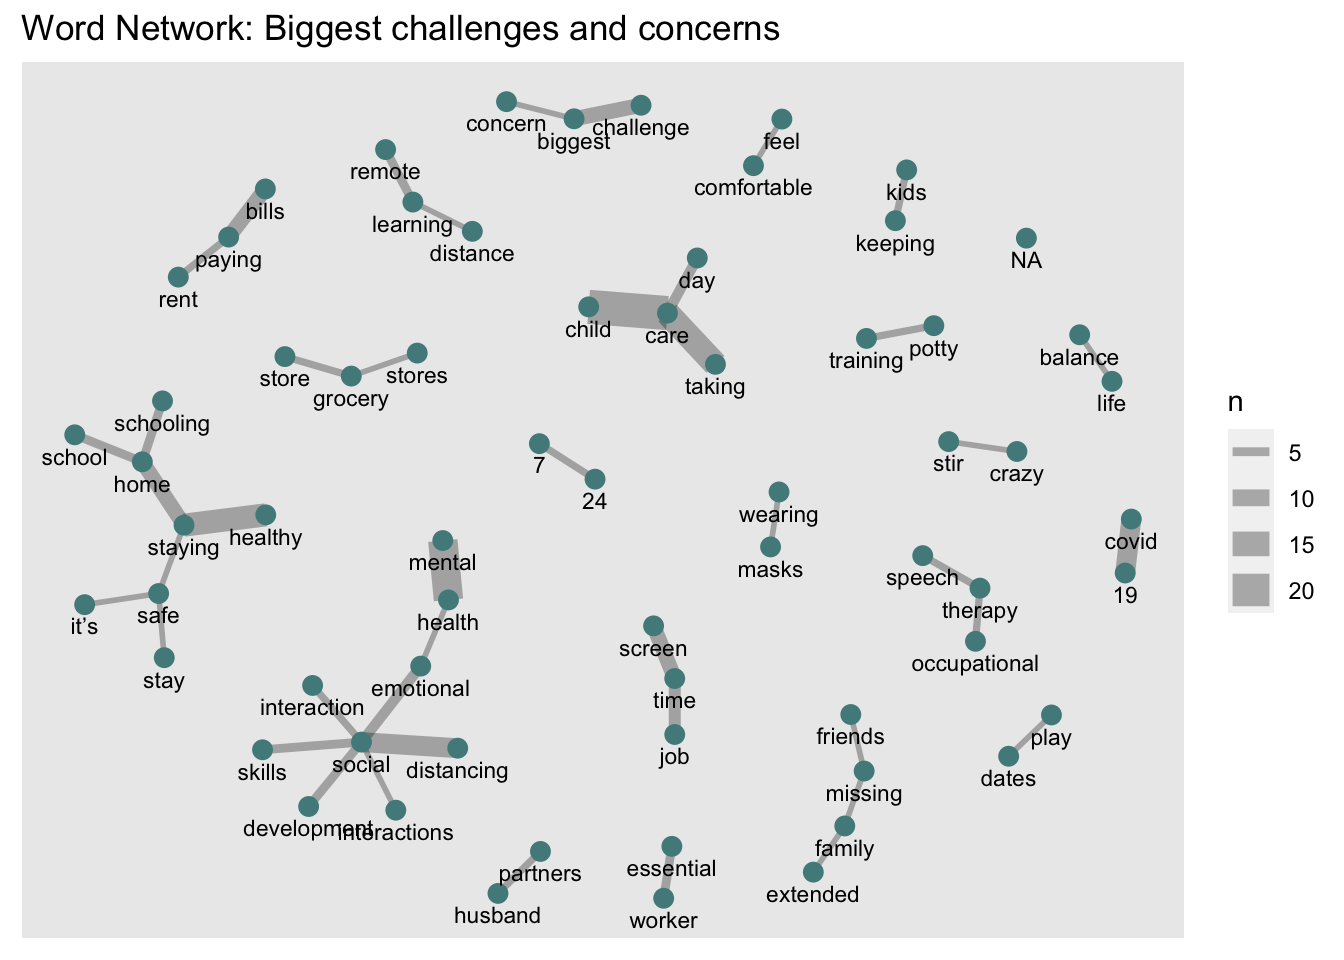 Word Network: Biggest challenges and concerns
concern
biggest
challenge
feel
comfortable
remote
learning
distance
kids
keeping
bills
paying
rent
NA
day
child
care
taking
training
potty
balance
life
store
grocery
stores
schooling
school
home
staying
healthy
it's
safe
stay
7
24
stir
crazy
wearing
masks
covid
19
mental
health
emotional
interaction
social
skills
distancing
development
interactions
screen
time
job
speech
therapy
occupational
friends
missing
family
extended
play
dates
partners
husband
essential
worker
n
5
10
15
20